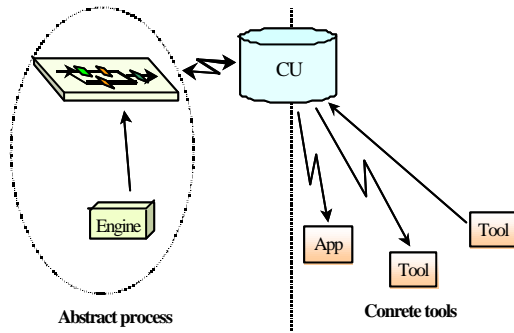 CU
Engine
App
Tool
Tool
Abstract process
Conrete tools